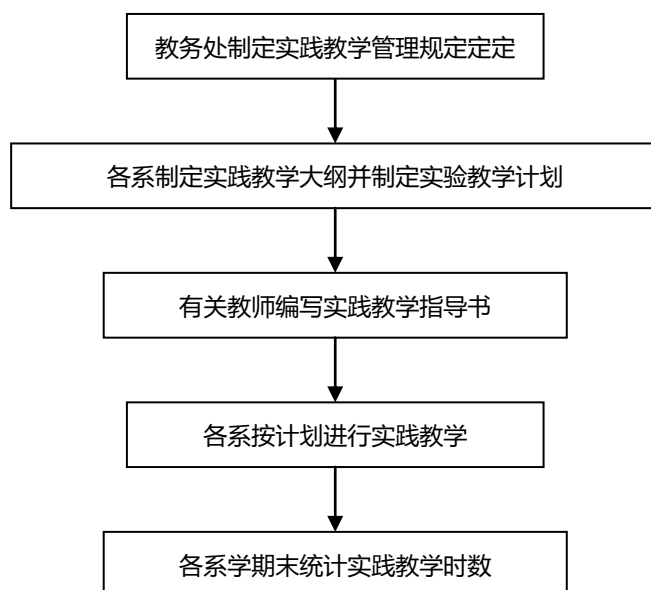 教务处制定实践教学管理规定定定
各系制定实践教学大纲并制定实验教学计划
有关教师编写实践教学指导书
各系按计划进行实践教学
各系学期末统计实践教学时数